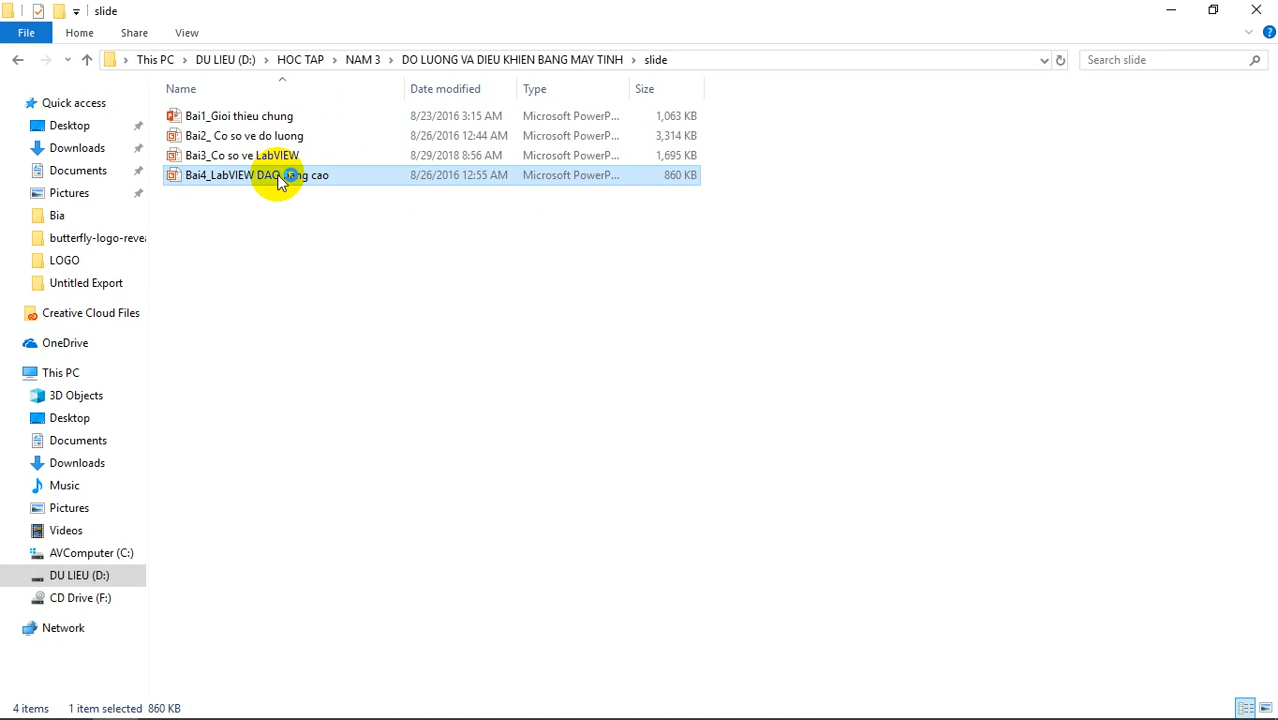 slide
File Home Share View
This PC DU LIEU (D:) HOC TAP NAM 3 DO LUONG VA DIEU KHIEN BANG MAY TINH slide
Search slide
Name Date modified Type Size
Bai1_Gioi thieu chung 8/23/2016 3:15 AM Microsoft PowerP... 1,063 KB
Bai2_ Co so ve do luong 8/26/2016 12:44 AM Microsoft PowerP... 3,314 KB
Bai3_Co so ve LabVIEW 8/29/2018 8:56 AM Microsoft PowerP... 1,695 KB
Bai4_LabVIEW DAQ nang cao 8/26/2016 12:55 AM Microsoft PowerP... 860 KB
Quick access
Desktop
Downloads
Documents
Pictures
Bia
butterfly-logo-revea
LOGO
Untitled Export
Creative Cloud Files
OneDrive
This PC
3D Objects
Desktop
Documents
Downloads
Music
Pictures
Videos
AVComputer (C:)
DU LIEU (D:)
CD Drive (F:)
Network
4 items 1 item selected 860 KB